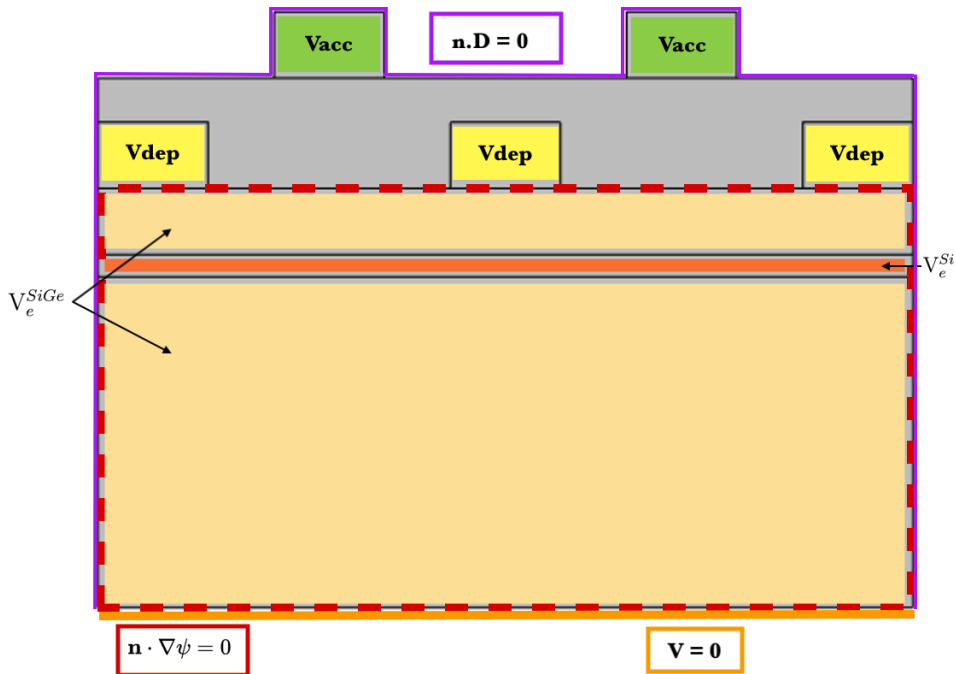 Vacc
n.D = 0
Vacc
Vdep
Vdep
Vdep
V_e^{SiGe}
V_e^{Si}
n · ∇ψ = 0
V = 0